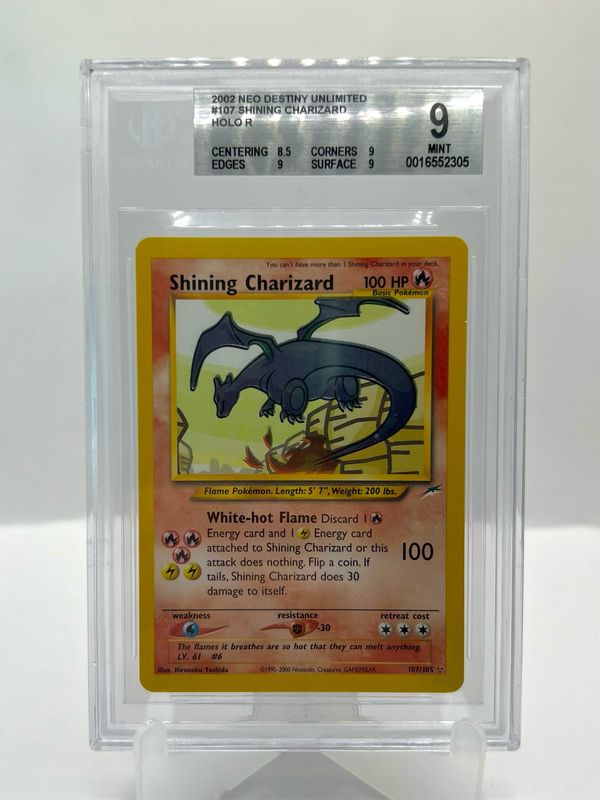 2002 NEO DESTINY UNLIMITED
#107 SHINING CHARIZARD
HOLO R
CENTERING 8.5 CORNERS 9
EDGES 9 SURFACE 9
9
MINT
0016552305
BECKETT
You can't have more than 1 Shining Charizard in your deck.
Shining Charizard 100 HP
Basic Pokémon
Flame Pokémon. Length: 5' 7", Weight: 200 lbs.
White-hot Flame Discard 1
Energy card and 1 Energy card
attached to Shining Charizard or this
attack does nothing. Flip a coin. If
tails, Shining Charizard does 30
damage to itself.
100
weakness resistance retreat cost
-30
The flames it breathes are so hot that they can melt anything.
LV. 61 #6
Illus. Hironobu Yoshida ©1995-2000 Nintendo, Creatures, GAMEFREAK. 107/105